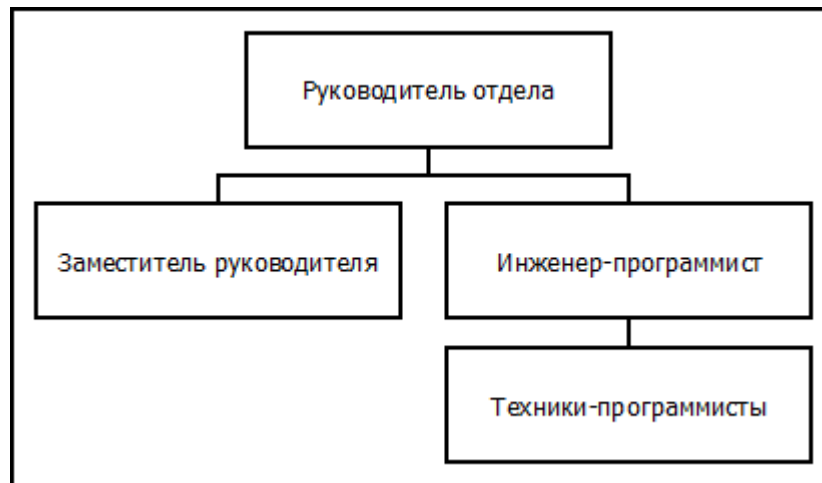 Руководитель отдела
Заместитель руководителя
Инженер-программист
Техники-программисты